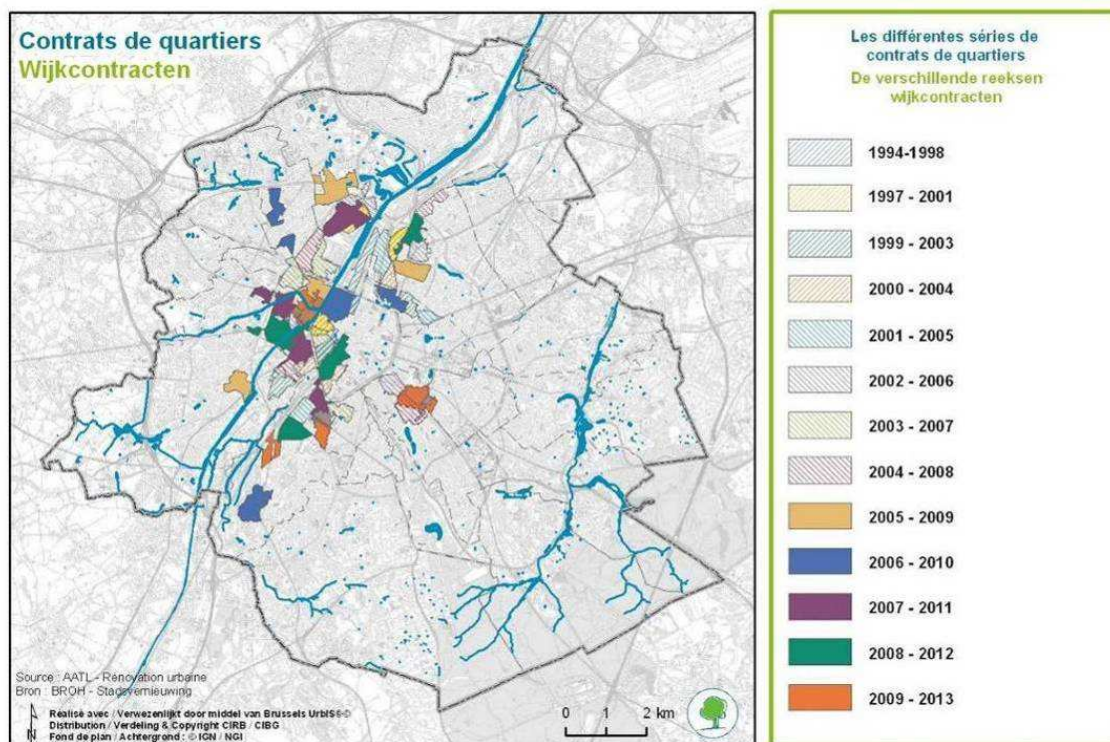 Contrats de quartiers
Wijkcontracten
Source : AATL - Rénovation urbaine
Bron : BROH - Stadsvernieuwing
Realisé avec / Verwezenlijkt door middel van Brussels UrbIS®©
Distribution / Verdeling & Copyright CIRB / CIBG
Fond de plan / Achtergrond : © IGN / NGI
N
0 1 2 km
Les différentes séries de
contrats de quartiers
De verschillende reeksen
wijkcontracten
1994-1998
1997 - 2001
1999 - 2003
2000 - 2004
2001 - 2005
2002 - 2006
2003 - 2007
2004 - 2008
2005 - 2009
2006 - 2010
2007 - 2011
2008 - 2012
2009 - 2013